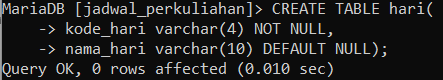 MariaDB [jadwal_perkuliahan]> CREATE TABLE hari(
    -> kode_hari varchar(4) NOT NULL,
    -> nama_hari varchar(10) DEFAULT NULL);
Query OK, 0 rows affected (0.010 sec)